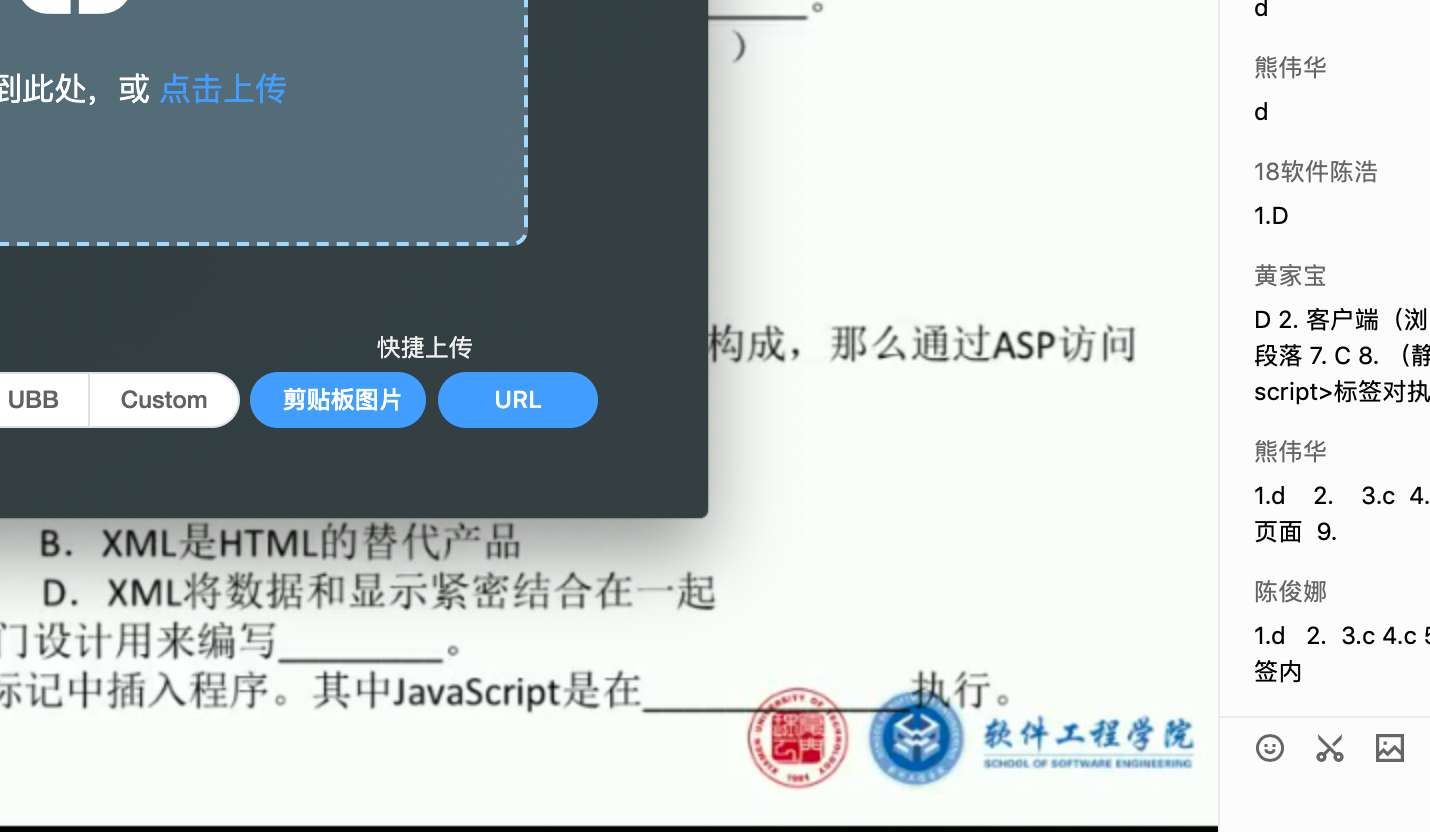 。
)
到此处，或 点击上传
快捷上传
UBB
Custom
剪贴板图片
URL
构成，那么通过ASP访问
B. XML是HTML的替代产品
D. XML将数据和显示紧密结合在一起
门设计用来编写________。
标记中插入程序。其中JavaScript是在_____________执行。
软件工程学院
SCHOOL OF SOFTWARE ENGINEERING
d
熊伟华
d
18软件陈浩
1.D
黄家宝
D 2. 客户端（浏
段落 7. C 8. （静
script>标签对执
熊伟华
1.d 2. 3.c 4.
页面 9.
陈俊娜
1.d 2. 3.c 4.c 5
签内